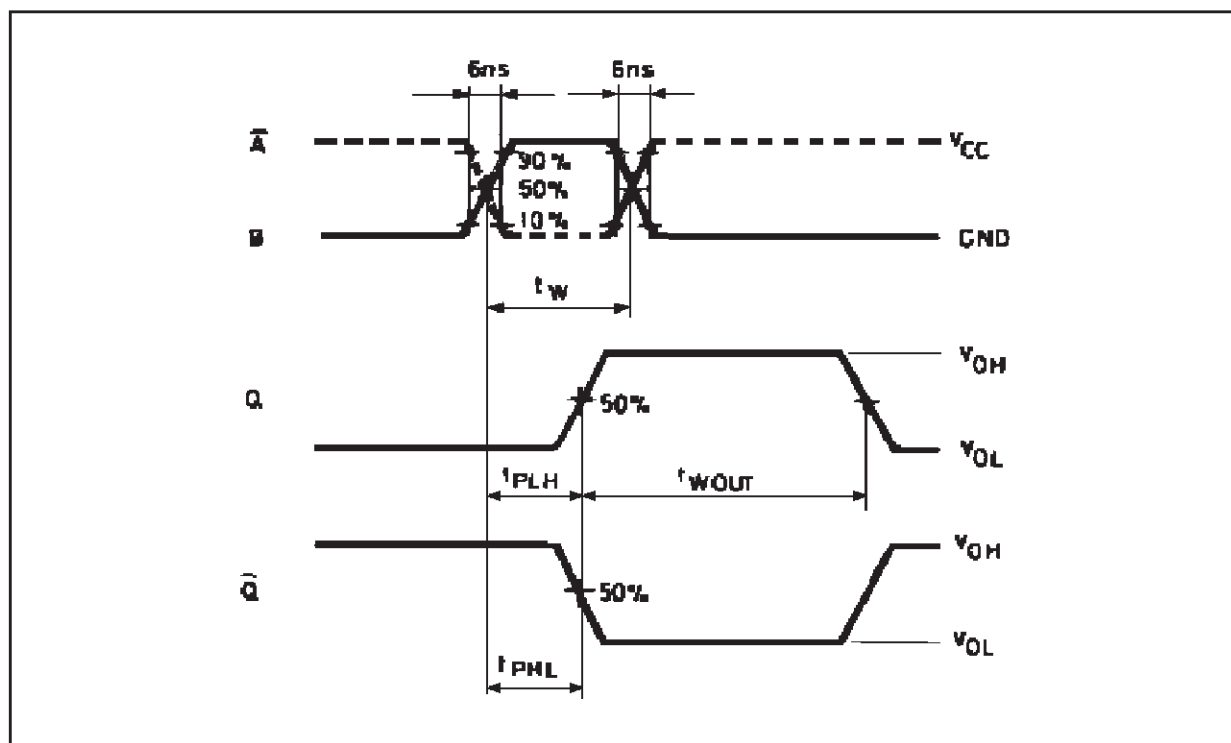 6ns 6ns
Ā VCC
90%
50%
10%
B GND
tW
VOH
Q 50%
VOL
tPLH tWOUT
VOH
Q̄ 50%
VOL
tPHL